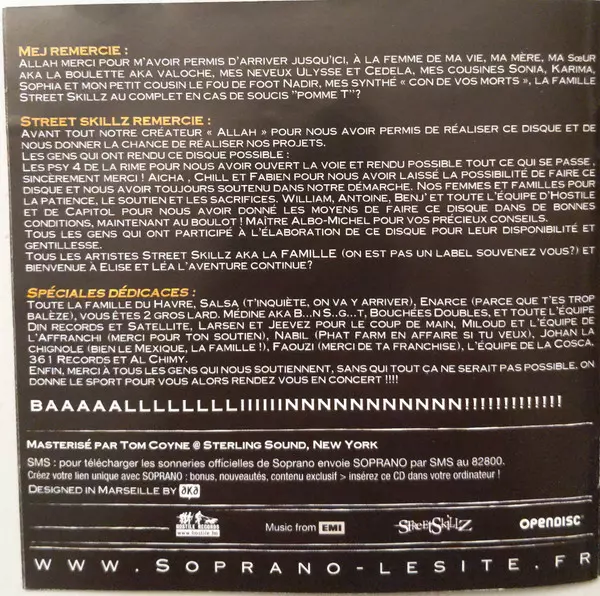 MEJ REMERCIE :
ALLAH MERCI POUR M'AVOIR PERMIS D'ARRIVER JUSQU'ICI, À LA FEMME DE MA VIE, MA MÈRE, MA SœUR
AKA LA BOULETTE AKA VALOCHE, MES NEVEUX ULYSSE ET CEDELA, MES COUSINES SONIA, KARIMA,
SOPHIA ET MON PETIT COUSIN LE FOU DE FOOT NADIR, MES SYNTHÉ « CON DE VOS MORTS », LA FAMILLE
STREET SKILLZ AU COMPLET EN CAS DE SOUCIS "POMME T"?
STREET SKILLZ REMERCIE :
AVANT TOUT NOTRE CRÉATEUR « ALLAH » POUR NOUS AVOIR PERMIS DE RÉALISER CE DISQUE ET DE
NOUS DONNER LA CHANCE DE RÉALISER NOS PROJETS.
LES GENS QUI ONT RENDU CE DISQUE POSSIBLE :
LES PSY 4 DE LA RIME POUR NOUS AVOIR OUVERT LA VOIE ET RENDU POSSIBLE TOUT CE QUI SE PASSE ,
SINCÈREMENT MERCI ! AICHA , CHILL ET FABIEN POUR NOUS AVOIR LAISSÉ LA POSSIBILITÉ DE FAIRE CE
DISQUE ET NOUS AVOIR TOUJOURS SOUTENU DANS NOTRE DÉMARCHE. NOS FEMMES ET FAMILLES POUR
LA PATIENCE, LE SOUTIEN ET LES SACRIFICES. WILLIAM, ANTOINE, BENJ' ET TOUTE L'ÉQUIPE D'HOSTILE
ET DE CAPITOL POUR NOUS AVOIR DONNÉ LES MOYENS DE FAIRE CE DISQUE DANS DE BONNES
CONDITIONS, MAINTENANT AU BOULOT ! MAÎTRE ALBO-MICHEL POUR VOS PRÉCIEUX CONSEILS.
TOUS LES GENS QUI ONT PARTICIPÉ À L'ÉLABORATION DE CE DISQUE POUR LEUR DISPONIBILITÉ ET
GENTILLESSE.
TOUS LES ARTISTES STREET SKILLZ AKA LA FAMILLE (ON EST PAS UN LABEL SOUVENEZ VOUS?) ET
BIENVENUE À ELISE ET LÉA L'AVENTURE CONTINUE?
SPÉCIALES DÉDICACES :
TOUTE LA FAMILLE DU HAVRE, SALSA (T'INQUIÈTE, ON VA Y ARRIVER), ENARCE (PARCE QUE T'ES TROP
BALÈZE), VOUS ÊTES 2 GROS LARD. MÉDINE AKA B...N S..G...T, BOUCHÉES DOUBLES, ET TOUTE L'ÉQUIPE
DIN RECORDS ET SATELLITE, LARSEN ET JEEVEZ POUR LE COUP DE MAIN, MILOUD ET L'ÉQUIPE DE
L'AFFRANCHI (MERCI POUR TON SOUTIEN), NABIL (PHAT FARM EN AFFAIRE SI TU VEUX), JOHAN LA
CHIGNOLE (BIEN LE MEXIQUE, LA FAMILLE !), FAOUZI (MERCI DE TA FRANCHISE), L'ÉQUIPE DE LA COSCA.
361 RECORDS ET AL CHIMY.
ENFIN, MERCI À TOUS LES GENS QUI NOUS SOUTIENNENT, SANS QUI TOUT ÇA NE SERAIT PAS POSSIBLE. ON
DONNE LE SPORT POUR VOUS ALORS RENDEZ VOUS EN CONCERT !!!!
BAAAAALLLLLLLLIIIIIINNNNNNNNNNNN!!!!!!!!!!!!!
MASTERISÉ PAR TOM COYNE @ STERLING SOUND, NEW YORK
SMS : pour télécharger les sonneries officielles de Soprano envoie SOPRANO par SMS au 82800.
Créez votre lien unique avec SOPRANO : bonus, nouveautés, contenu exclusif > insérez ce CD dans votre ordinateur !
DESIGNED IN MARSEILLE BY aka
HOSTILE RECORDS
www.hostile.fm
Music from EMI
STREETSKILLZ
OPENDISC
WWW.SOPRANO-LESITE.FR